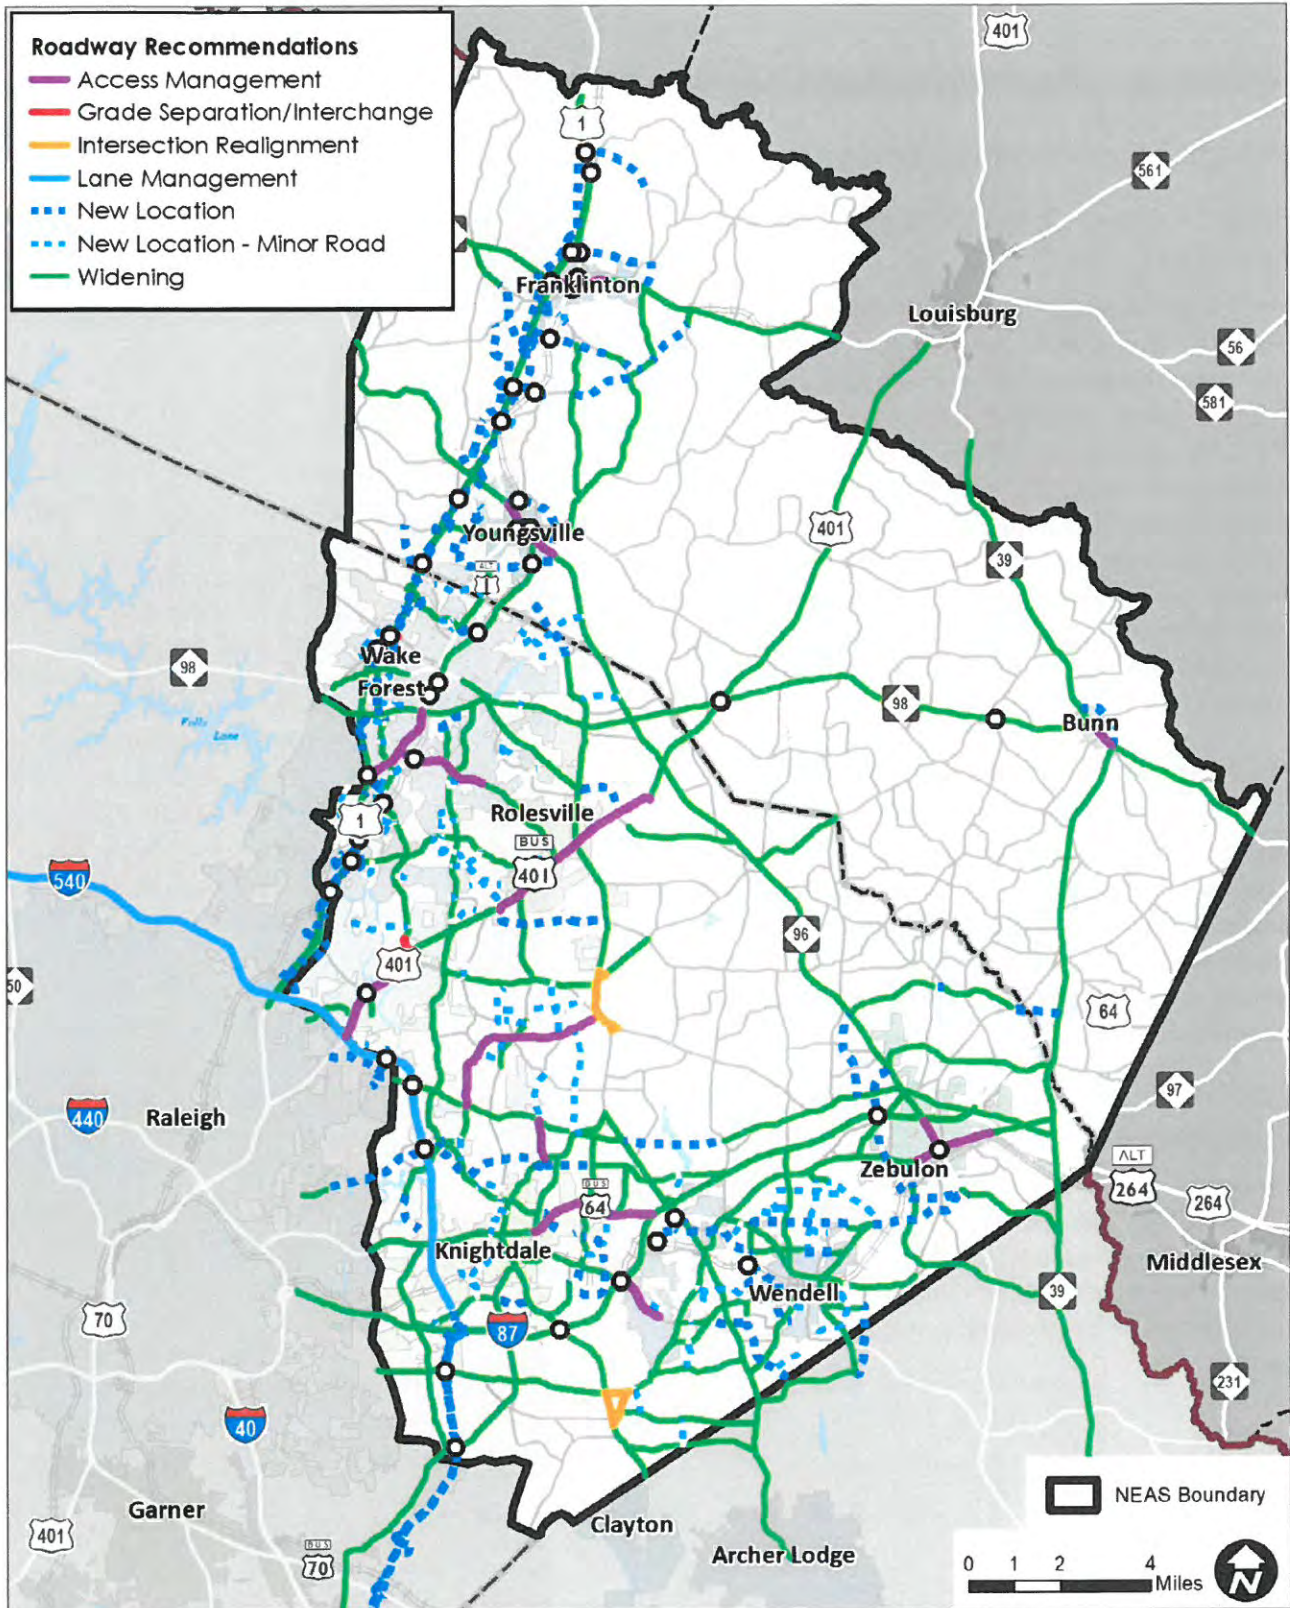 Roadway Recommendations
Access Management
Grade Separation/Interchange
Intersection Realignment
Lane Management
New Location
New Location - Minor Road
Widening
401
1
561
Franklinton
Louisburg
56
581
401
Youngsville
ALT
1
39
98
Wake
Forest
Falls
Lane
98
Bunn
Rolesville
1
BUS
401
540
96
401
50
64
Raleigh
440
97
Zebulon
ALT
264
264
BUS
64
Knightdale
Middlesex
Wendell
39
70
87
231
40
NEAS Boundary
Garner
Clayton
401
BUS
70
Archer Lodge
0 1 2 4
Miles
N